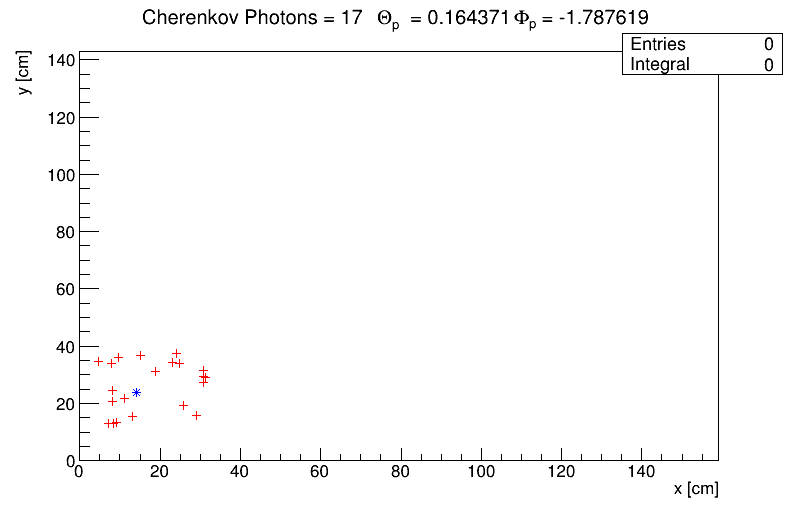 Cherenkov Photons = 17 Θp = 0.164371 Φp = -1.787619
Entries 0
Integral 0
y [cm]
140
120
100
80
60
40
20
0
0 20 40 60 80 100 120 140
x [cm]